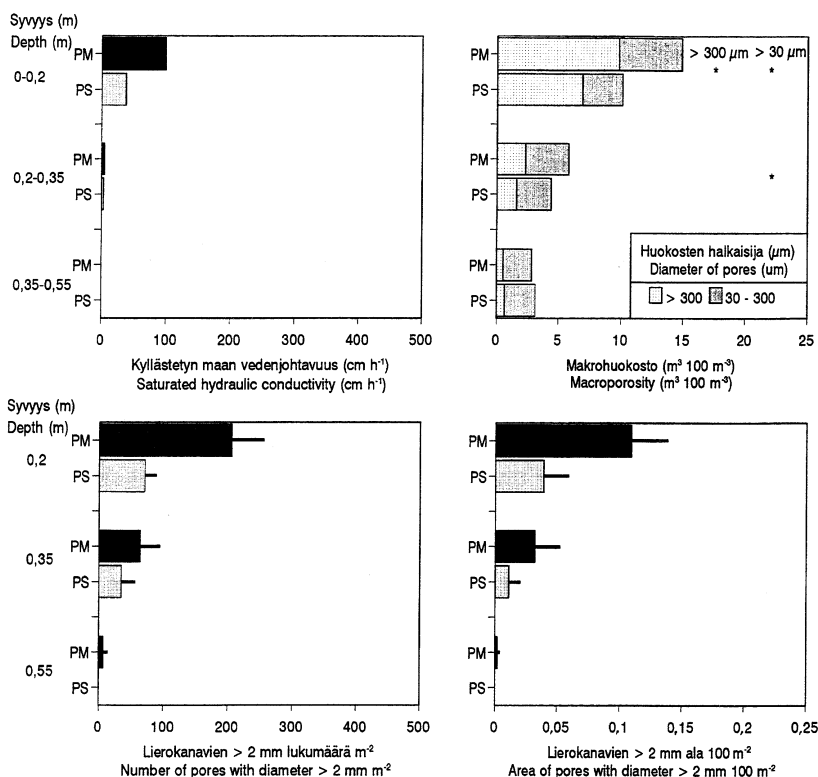 Syvyys (m)
Depth (m)
PM
0-0,2
PS
PM
0,2-0,35
PS
PM
0,35-0,55
PS
0 100 200 300 400 500
Kyllästetyn maan vedenjohtavuus (cm h⁻¹)
Saturated hydraulic conductivity (cm h⁻¹)
PM
> 300 µm > 30 µm
* *
PS
PM
*
PS
PM
PS
Huokosten halkaisija (µm)
Diameter of pores (um)
> 300 30 - 300
0 5 10 15 20 25
Makrohuokosto (m³ 100 m⁻³)
Macroporosity (m³ 100 m⁻³)
Syvyys (m)
Depth (m)
PM
0,2
PS
PM
0,35
PS
PM
0,55
PS
0 100 200 300 400 500
Lierokanavien > 2 mm lukumäärä m⁻²
Number of pores with diameter > 2 mm m⁻²
PM
PS
PM
PS
PM
PS
0 0,05 0,1 0,15 0,2 0,25
Lierokanavien > 2 mm ala 100 m⁻²
Area of pores with diameter > 2 mm 100 m⁻²